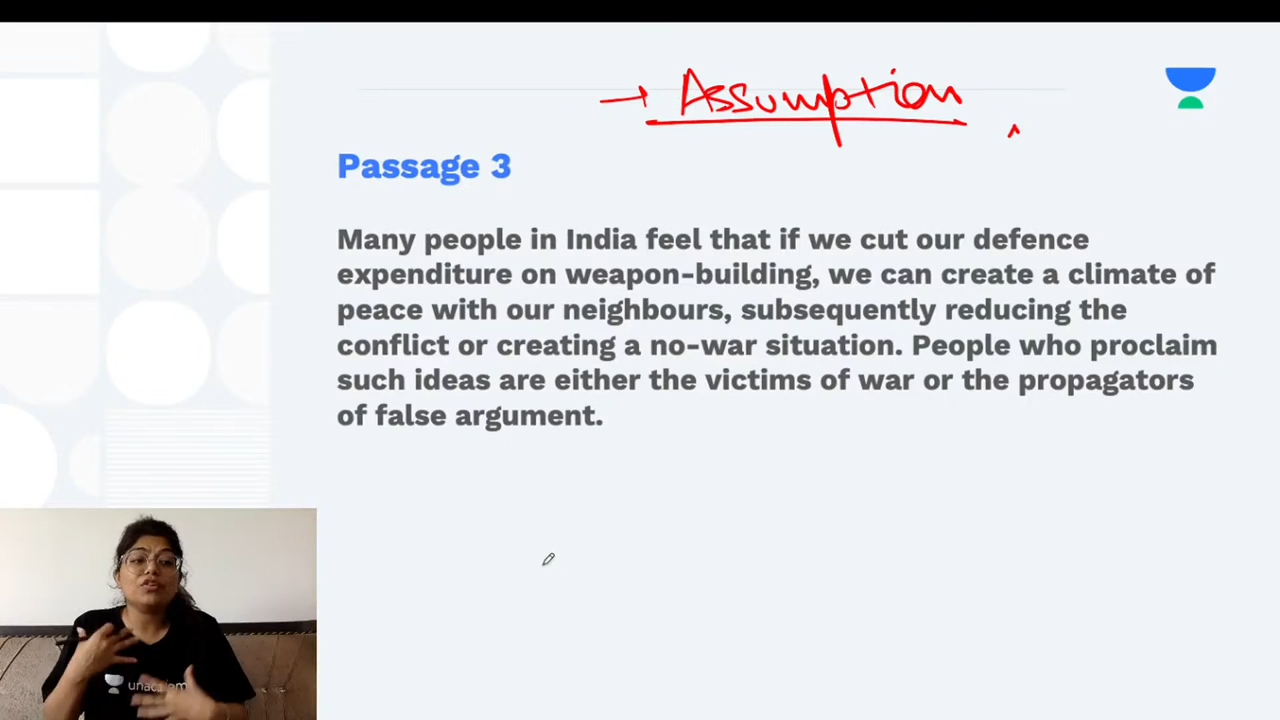 → Assumption
Passage 3
Many people in India feel that if we cut our defence
expenditure on weapon-building, we can create a climate of
peace with our neighbours, subsequently reducing the
conflict or creating a no-war situation. People who proclaim
such ideas are either the victims of war or the propagators
of false argument.